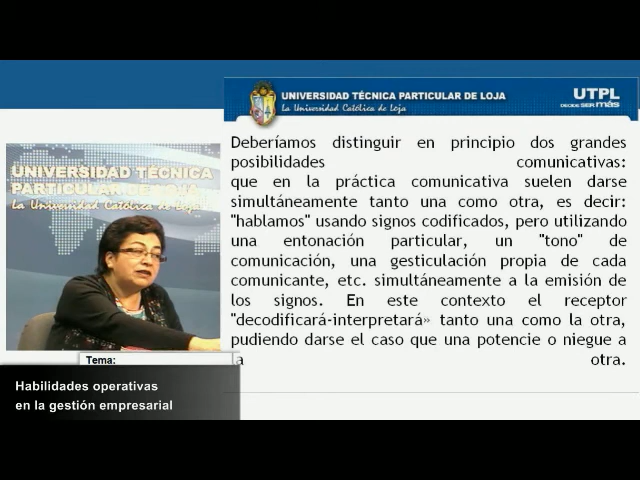 UNIVERSIDAD TÉCNICA PARTICULAR DE LOJA
La Universidad Católica de Loja
UTPL
DECIDE SER más
Deberíamos distinguir en principio dos grandes
posibilidades comunicativas:
que en la práctica comunicativa suelen darse
simultáneamente tanto una como otra, es decir:
"hablamos" usando signos codificados, pero utilizando
una entonación particular, un "tono" de
comunicación, una gesticulación propia de cada
comunicante, etc. simultáneamente a la emisión de
los signos. En este contexto el receptor
"decodificará-interpretará» tanto una como la otra,
pudiendo darse el caso que una potencie o niegue a
la otra.
UNIVERSIDAD TÉCNICA
PARTICULAR DE LOJA
La Universidad Católica de Loja
Tema:
Habilidades operativas
en la gestión empresarial